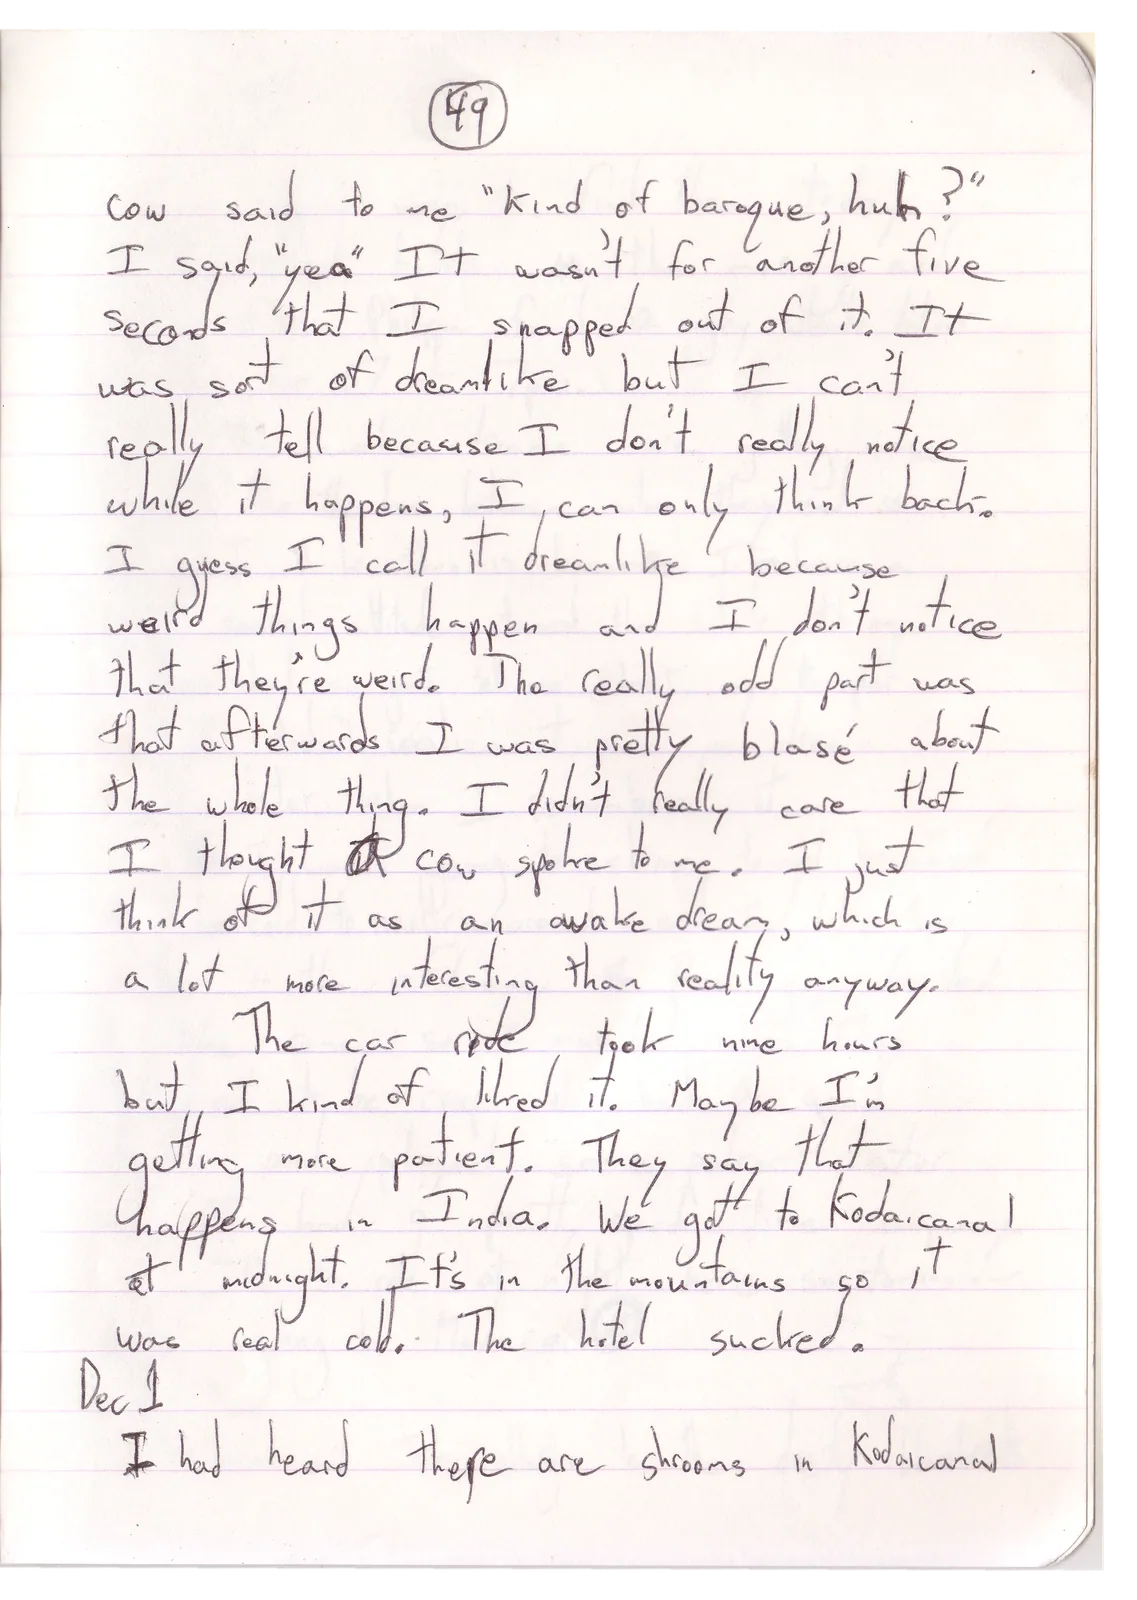 49
cow said to me "kind of baroque, huh?"
I said, "yea" It wasn't for another five
seconds that I snapped out of it. It
was sort of dreamlike but I can't
really tell because I don't really notice
while it happens, I can only think back.
I guess I call it dreamlike because
weird things happen and I don't notice
that they're weird. The really odd part was
that afterwards I was pretty blasé about
the whole thing. I didn't really care that
I thought a cow spoke to me. I just
think of it as an awake dream, which is
a lot more interesting than reality anyway.
The car ride took nine hours
but I kind of liked it. Maybe I'm
getting more patient. They say that
happens in India. We got to Kodaicanal
at midnight. It's in the mountains so it
was real cold. The hotel sucked.
Dec 1
I had heard there are shrooms in Kodaicanal